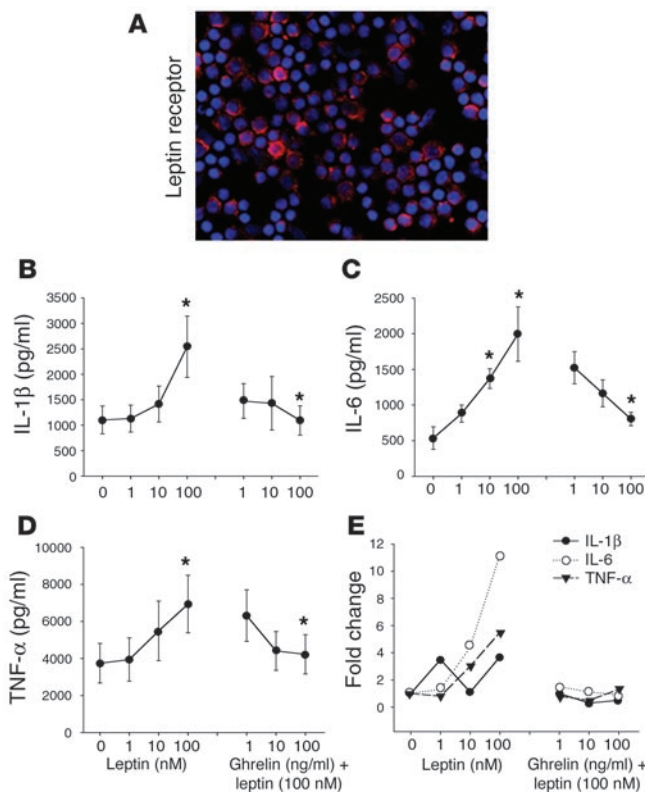 A
Leptin receptor
B
IL-1β (pg/ml)
3500
3000
2500
2000
1500
1000
500
0
*
*
0 1 10 100 1 10 100
C
IL-6 (pg/ml)
2500
2000
1500
1000
500
0
*
*
*
0 1 10 100 1 10 100
D
TNF-α (pg/ml)
10000
8000
6000
4000
2000
0
*
*
0 1 10 100 1 10 100
Leptin (nM) Ghrelin (ng/ml) +
leptin (100 nM)
E
Fold change
12
10
8
6
4
2
0
IL-1β
IL-6
TNF-α
0 1 10 100 1 10 100
Leptin (nM) Ghrelin (ng/ml) +
leptin (100 nM)